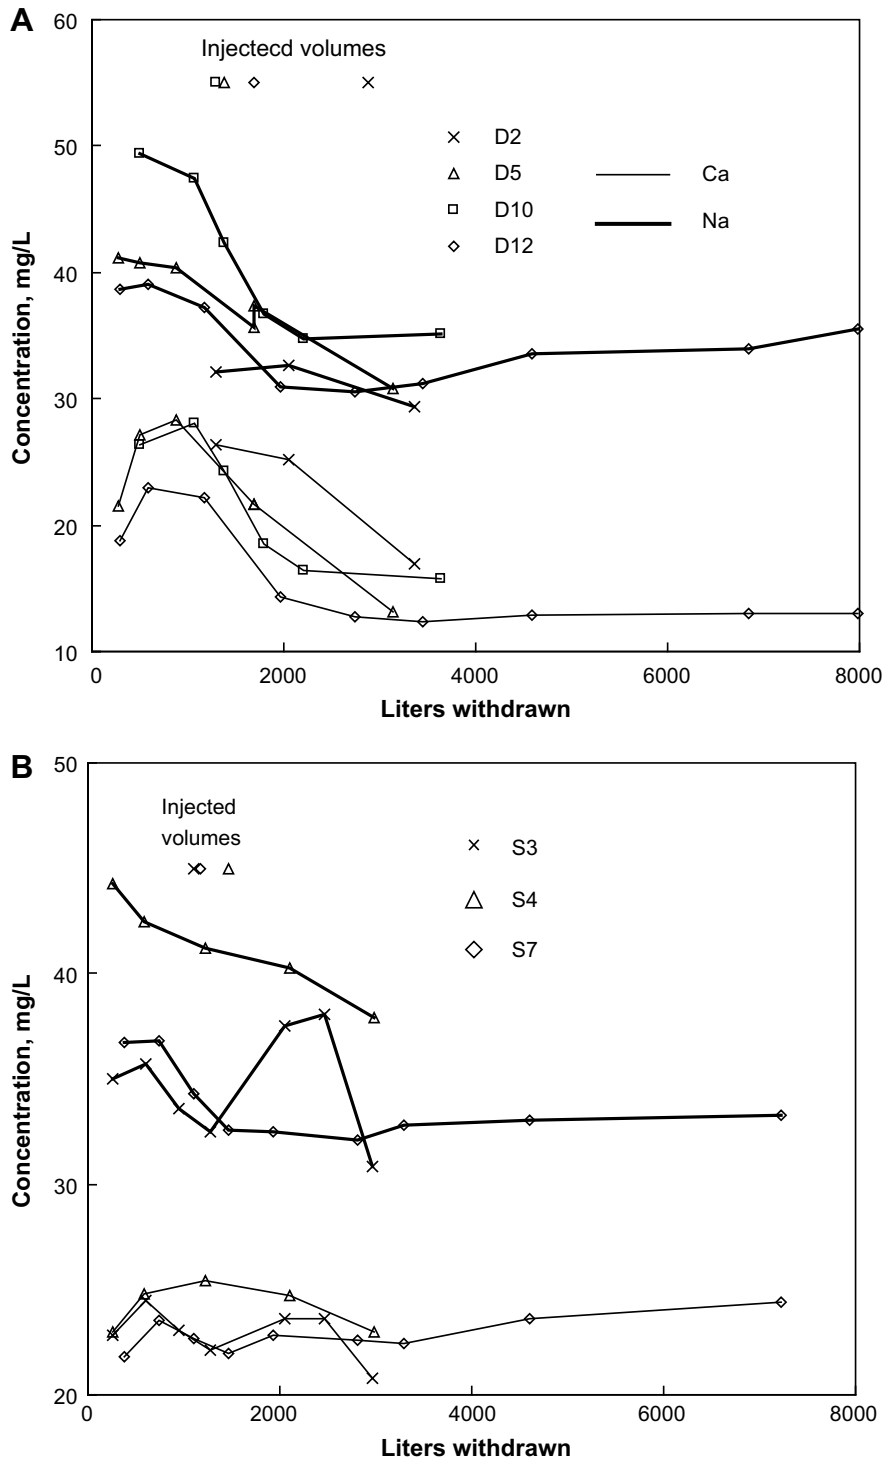 A
60
Injectecd volumes
D2
50
D5
Ca
D10
Na
D12
40
Concentration, mg/L
30
20
10
0 2000 4000 6000 8000
Liters withdrawn
B
50
Injected
volumes
S3
S4
S7
40
Concentration, mg/L
30
20
0 2000 4000 6000 8000
Liters withdrawn